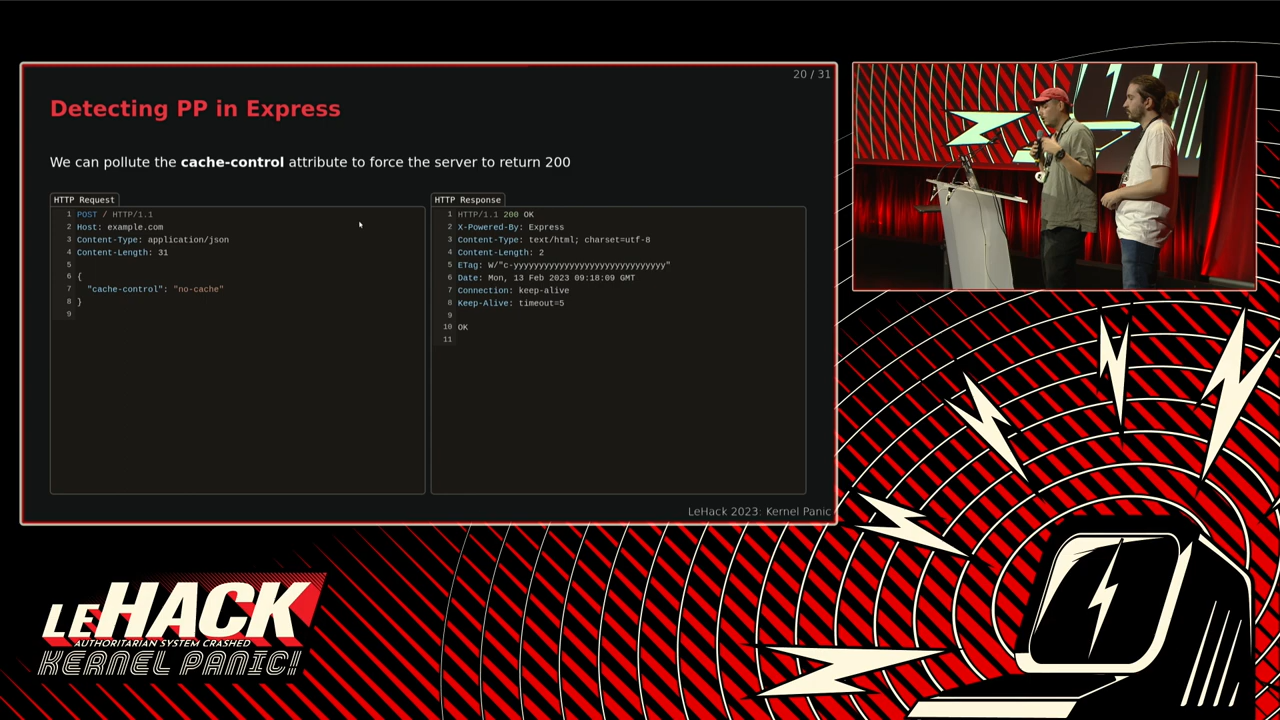 20 / 31
Detecting PP in Express
We can pollute the cache-control attribute to force the server to return 200
HTTP Request
1 POST / HTTP/1.1
2 Host: example.com
3 Content-Type: application/json
4 Content-Length: 31
5
6 {
7 "cache-control": "no-cache"
8 }
9
HTTP Response
1 HTTP/1.1 200 OK
2 X-Powered-By: Express
3 Content-Type: text/html; charset=utf-8
4 Content-Length: 2
5 ETag: W/"c-yyyyyyyyyyyyyyyyyyyyyyyyyyyyyy"
6 Date: Mon, 13 Feb 2023 09:18:09 GMT
7 Connection: keep-alive
8 Keep-Alive: timeout=5
9
10 OK
11
LeHack 2023: Kernel Panic
LEHACK
AUTHORITARIAN SYSTEM CRASHED
KERNEL PANIC!